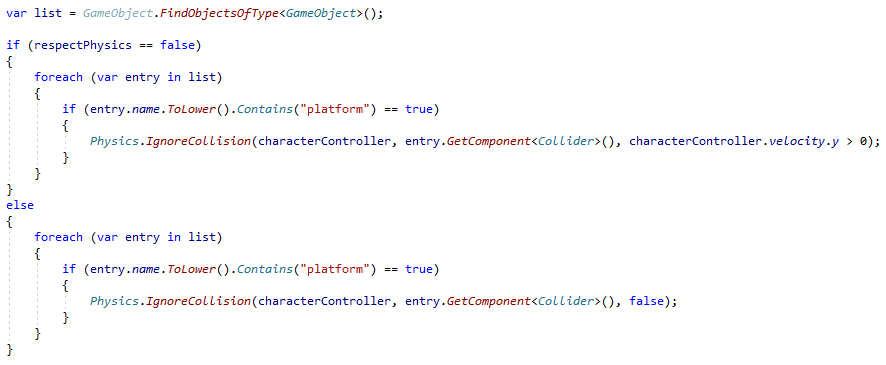 var list = GameObject.FindObjectsOfType<GameObject>();

if (respectPhysics == false)
{
    foreach (var entry in list)
    {
        if (entry.name.ToLower().Contains("platform") == true)
        {
            Physics.IgnoreCollision(characterController, entry.GetComponent<Collider>(), characterController.velocity.y > 0);
        }
    }
}
else
{
    foreach (var entry in list)
    {
        if (entry.name.ToLower().Contains("platform") == true)
        {
            Physics.IgnoreCollision(characterController, entry.GetComponent<Collider>(), false);
        }
    }
}